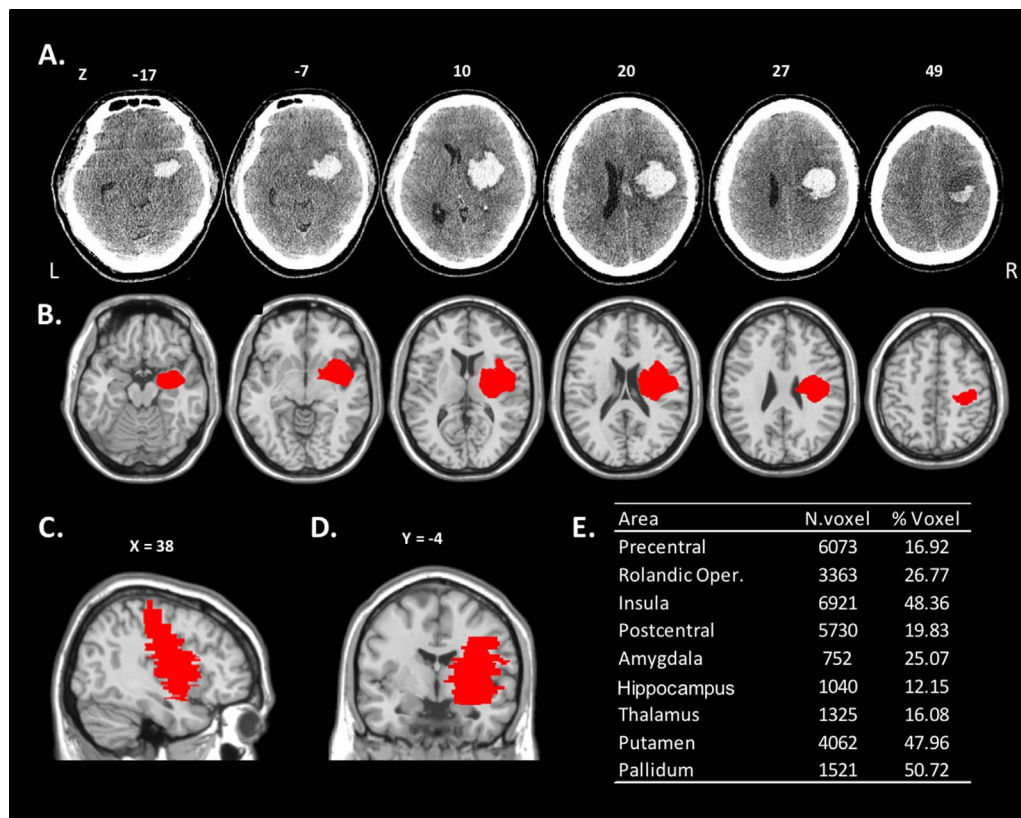 A.
Z -17 -7 10 20 27 49
L R
B.
C. D. E.
X = 38 Y = -4
Area N.voxel % Voxel
Precentral 6073 16.92
Rolandic Oper. 3363 26.77
Insula 6921 48.36
Postcentral 5730 19.83
Amygdala 752 25.07
Hippocampus 1040 12.15
Thalamus 1325 16.08
Putamen 4062 47.96
Pallidum 1521 50.72